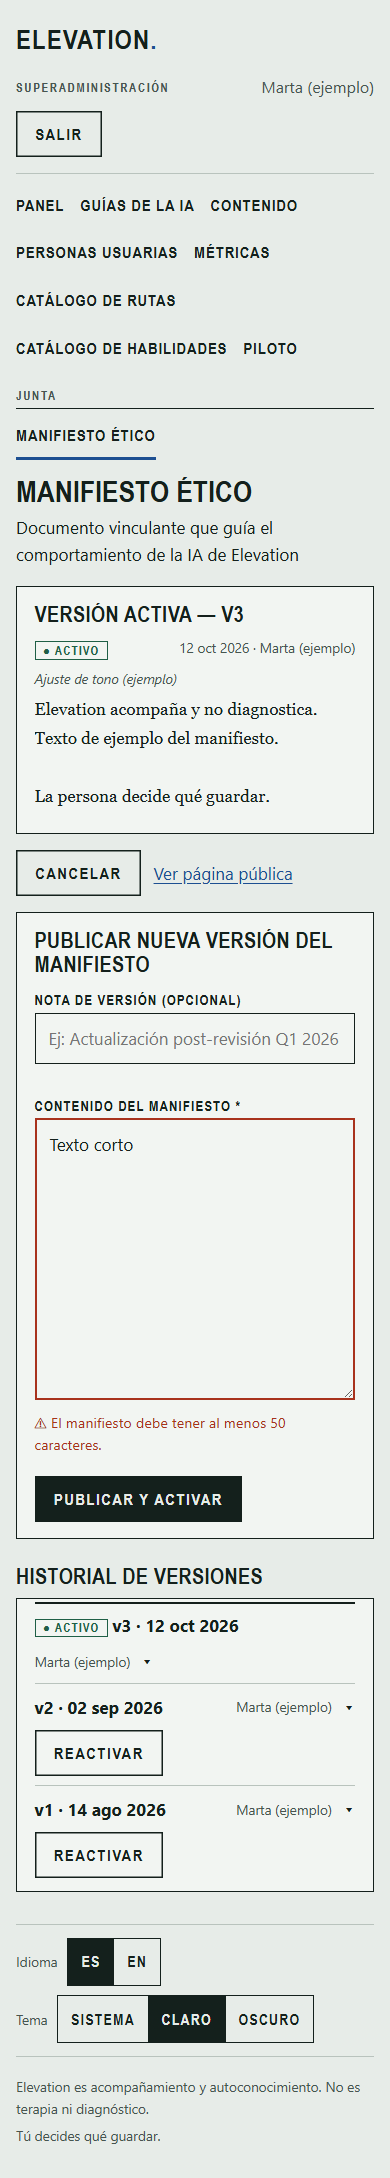 ELEVATION.
SUPERADMINISTRACIÓN Marta (ejemplo)
SALIR
PANEL GUÍAS DE LA IA CONTENIDO
PERSONAS USUARIAS MÉTRICAS
CATÁLOGO DE RUTAS
CATÁLOGO DE HABILIDADES PILOTO
JUNTA
MANIFIESTO ÉTICO
MANIFIESTO ÉTICO
Documento vinculante que guía el
comportamiento de la IA de Elevation
VERSIÓN ACTIVA — V3
● ACTIVO 12 oct 2026 · Marta (ejemplo)
Ajuste de tono (ejemplo)
Elevation acompaña y no diagnostica.
Texto de ejemplo del manifiesto.
La persona decide qué guardar.
CANCELAR Ver página pública
PUBLICAR NUEVA VERSIÓN DEL
MANIFIESTO
NOTA DE VERSIÓN (OPCIONAL)
Ej: Actualización post-revisión Q1 2026
CONTENIDO DEL MANIFIESTO *
Texto corto
⚠ El manifiesto debe tener al menos 50
caracteres.
PUBLICAR Y ACTIVAR
HISTORIAL DE VERSIONES
● ACTIVO v3 · 12 oct 2026
Marta (ejemplo) ▾
v2 · 02 sep 2026 Marta (ejemplo) ▾
REACTIVAR
v1 · 14 ago 2026 Marta (ejemplo) ▾
REACTIVAR
Idioma ES EN
Tema SISTEMA CLARO OSCURO
Elevation es acompañamiento y autoconocimiento. No es
terapia ni diagnóstico.
Tú decides qué guardar.